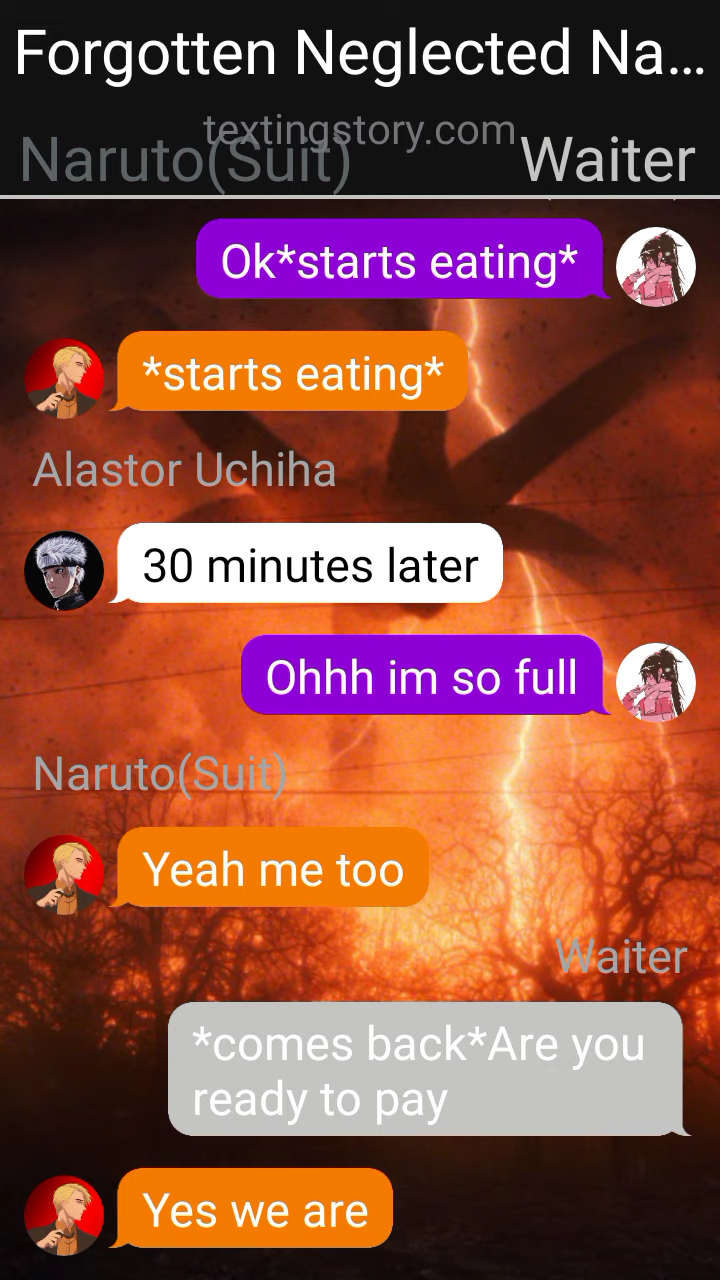 Forgotten Neglected Na...
textingstory.com
Naruto(Suit)
Waiter
Ok*starts eating*
*starts eating*
Alastor Uchiha
30 minutes later
Ohhh im so full
Naruto(Suit)
Yeah me too
Waiter
*comes back*Are you
ready to pay
Yes we are